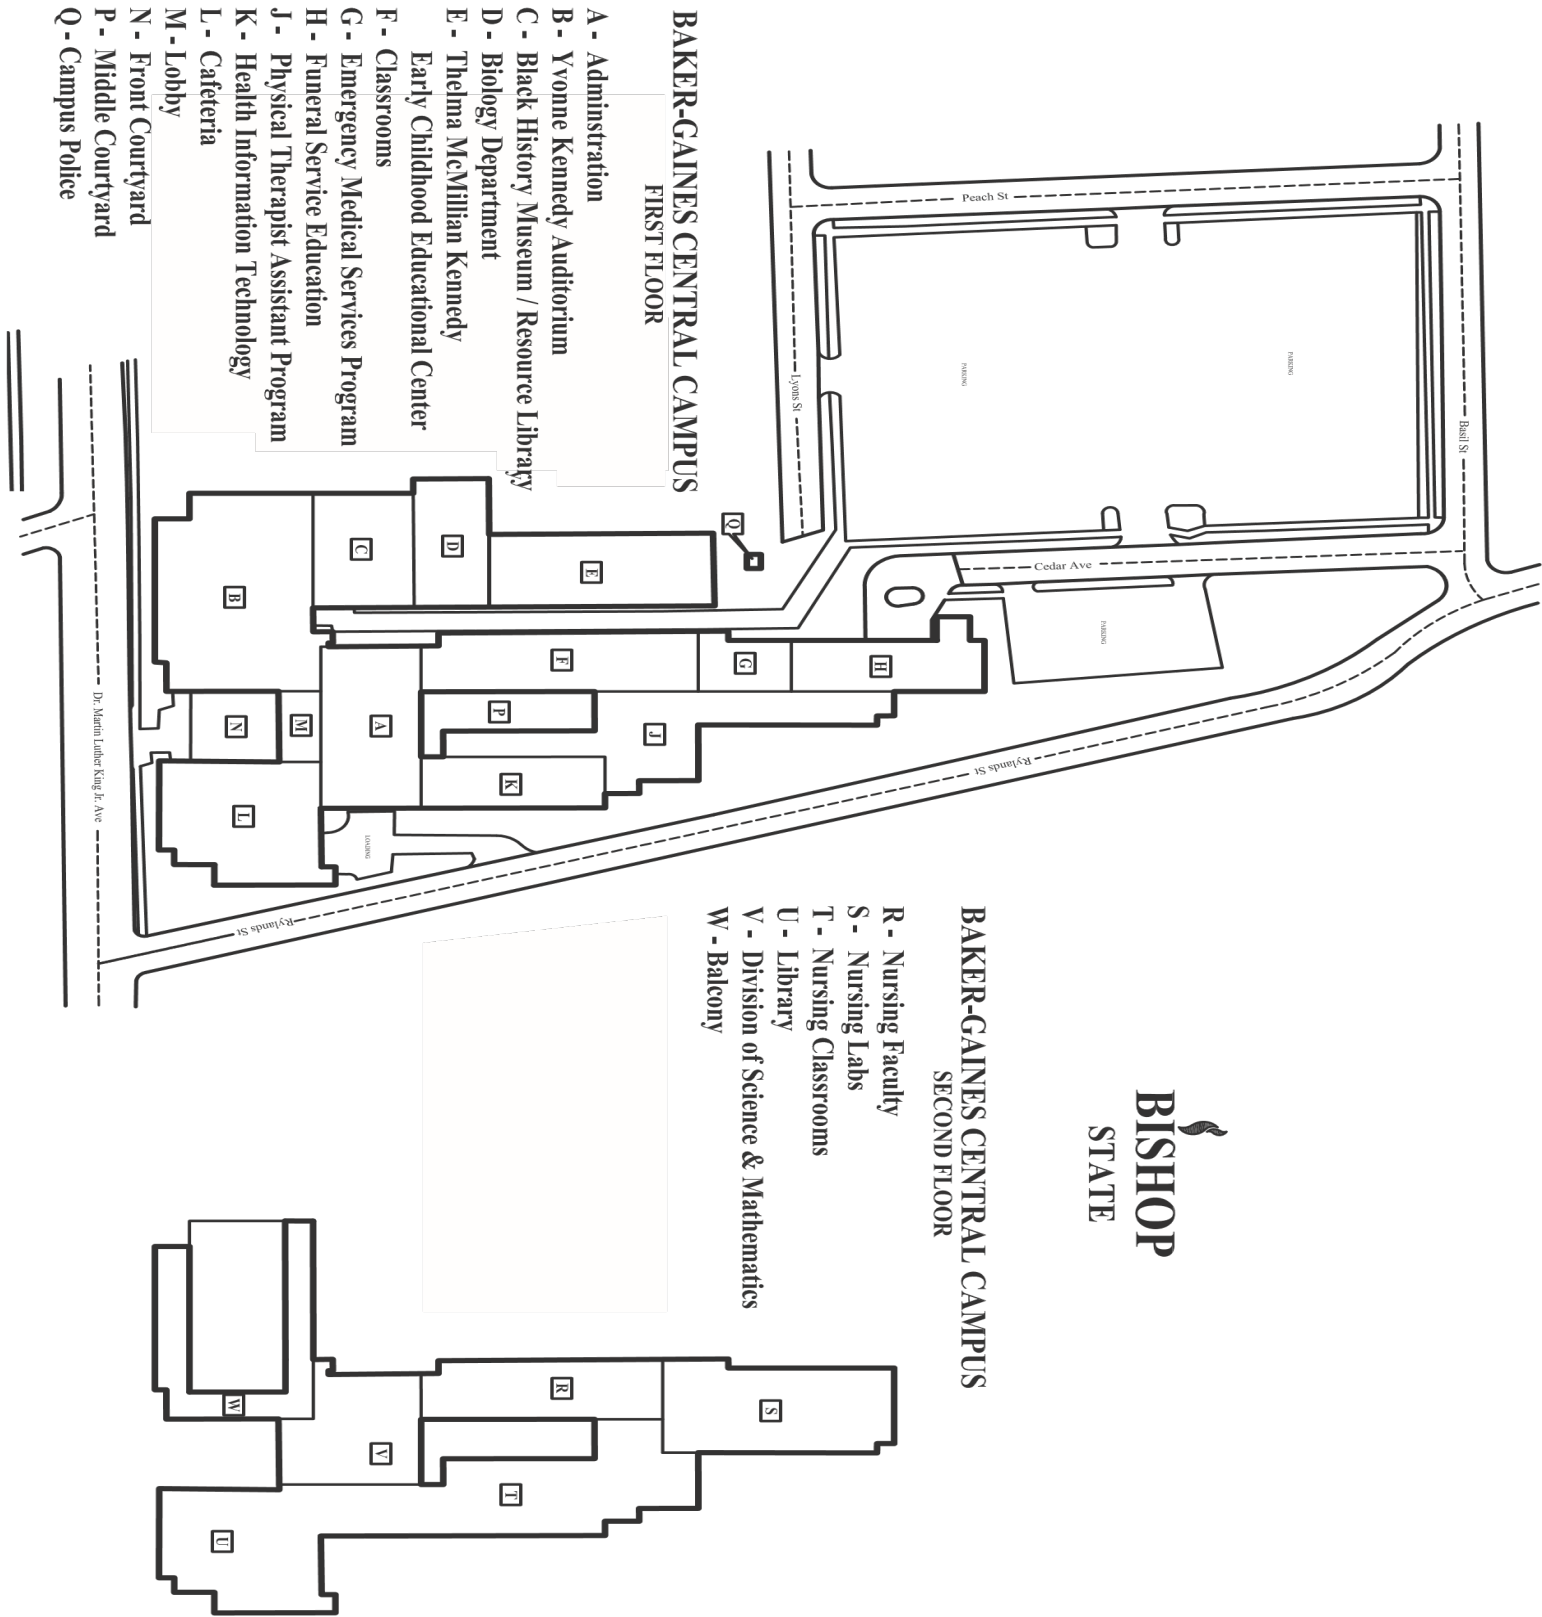 BISHOP
STATE
BAKER-GAINES CENTRAL CAMPUS
FIRST FLOOR
A - Adminstration
B - Yvonne Kennedy Auditorium
C - Black History Museum / Resource Library
D - Biology Department
E - Thelma McMillian Kennedy
Early Childhood Educational Center
F - Classrooms
G - Emergency Medical Services Program
H - Funeral Service Education
J - Physical Therapist Assistant Program
K - Health Information Technology
L - Cafeteria
M - Lobby
N - Front Courtyard
P - Middle Courtyard
Q - Campus Police
BAKER-GAINES CENTRAL CAMPUS
SECOND FLOOR
R - Nursing Faculty
S - Nursing Labs
T - Nursing Classrooms
U - Library
V - Division of Science & Mathematics
W - Balcony
Basil St
Peach St
PARKING
PARKING
Lyons St
Cedar Ave
PARKING
Rylands St
Rylands St
LOADING
Dr. Martin Luther King Jr. Ave
Q
E
D
C
B
H
G
F
A
J
P
K
M
N
L
S
R
T
V
W
U